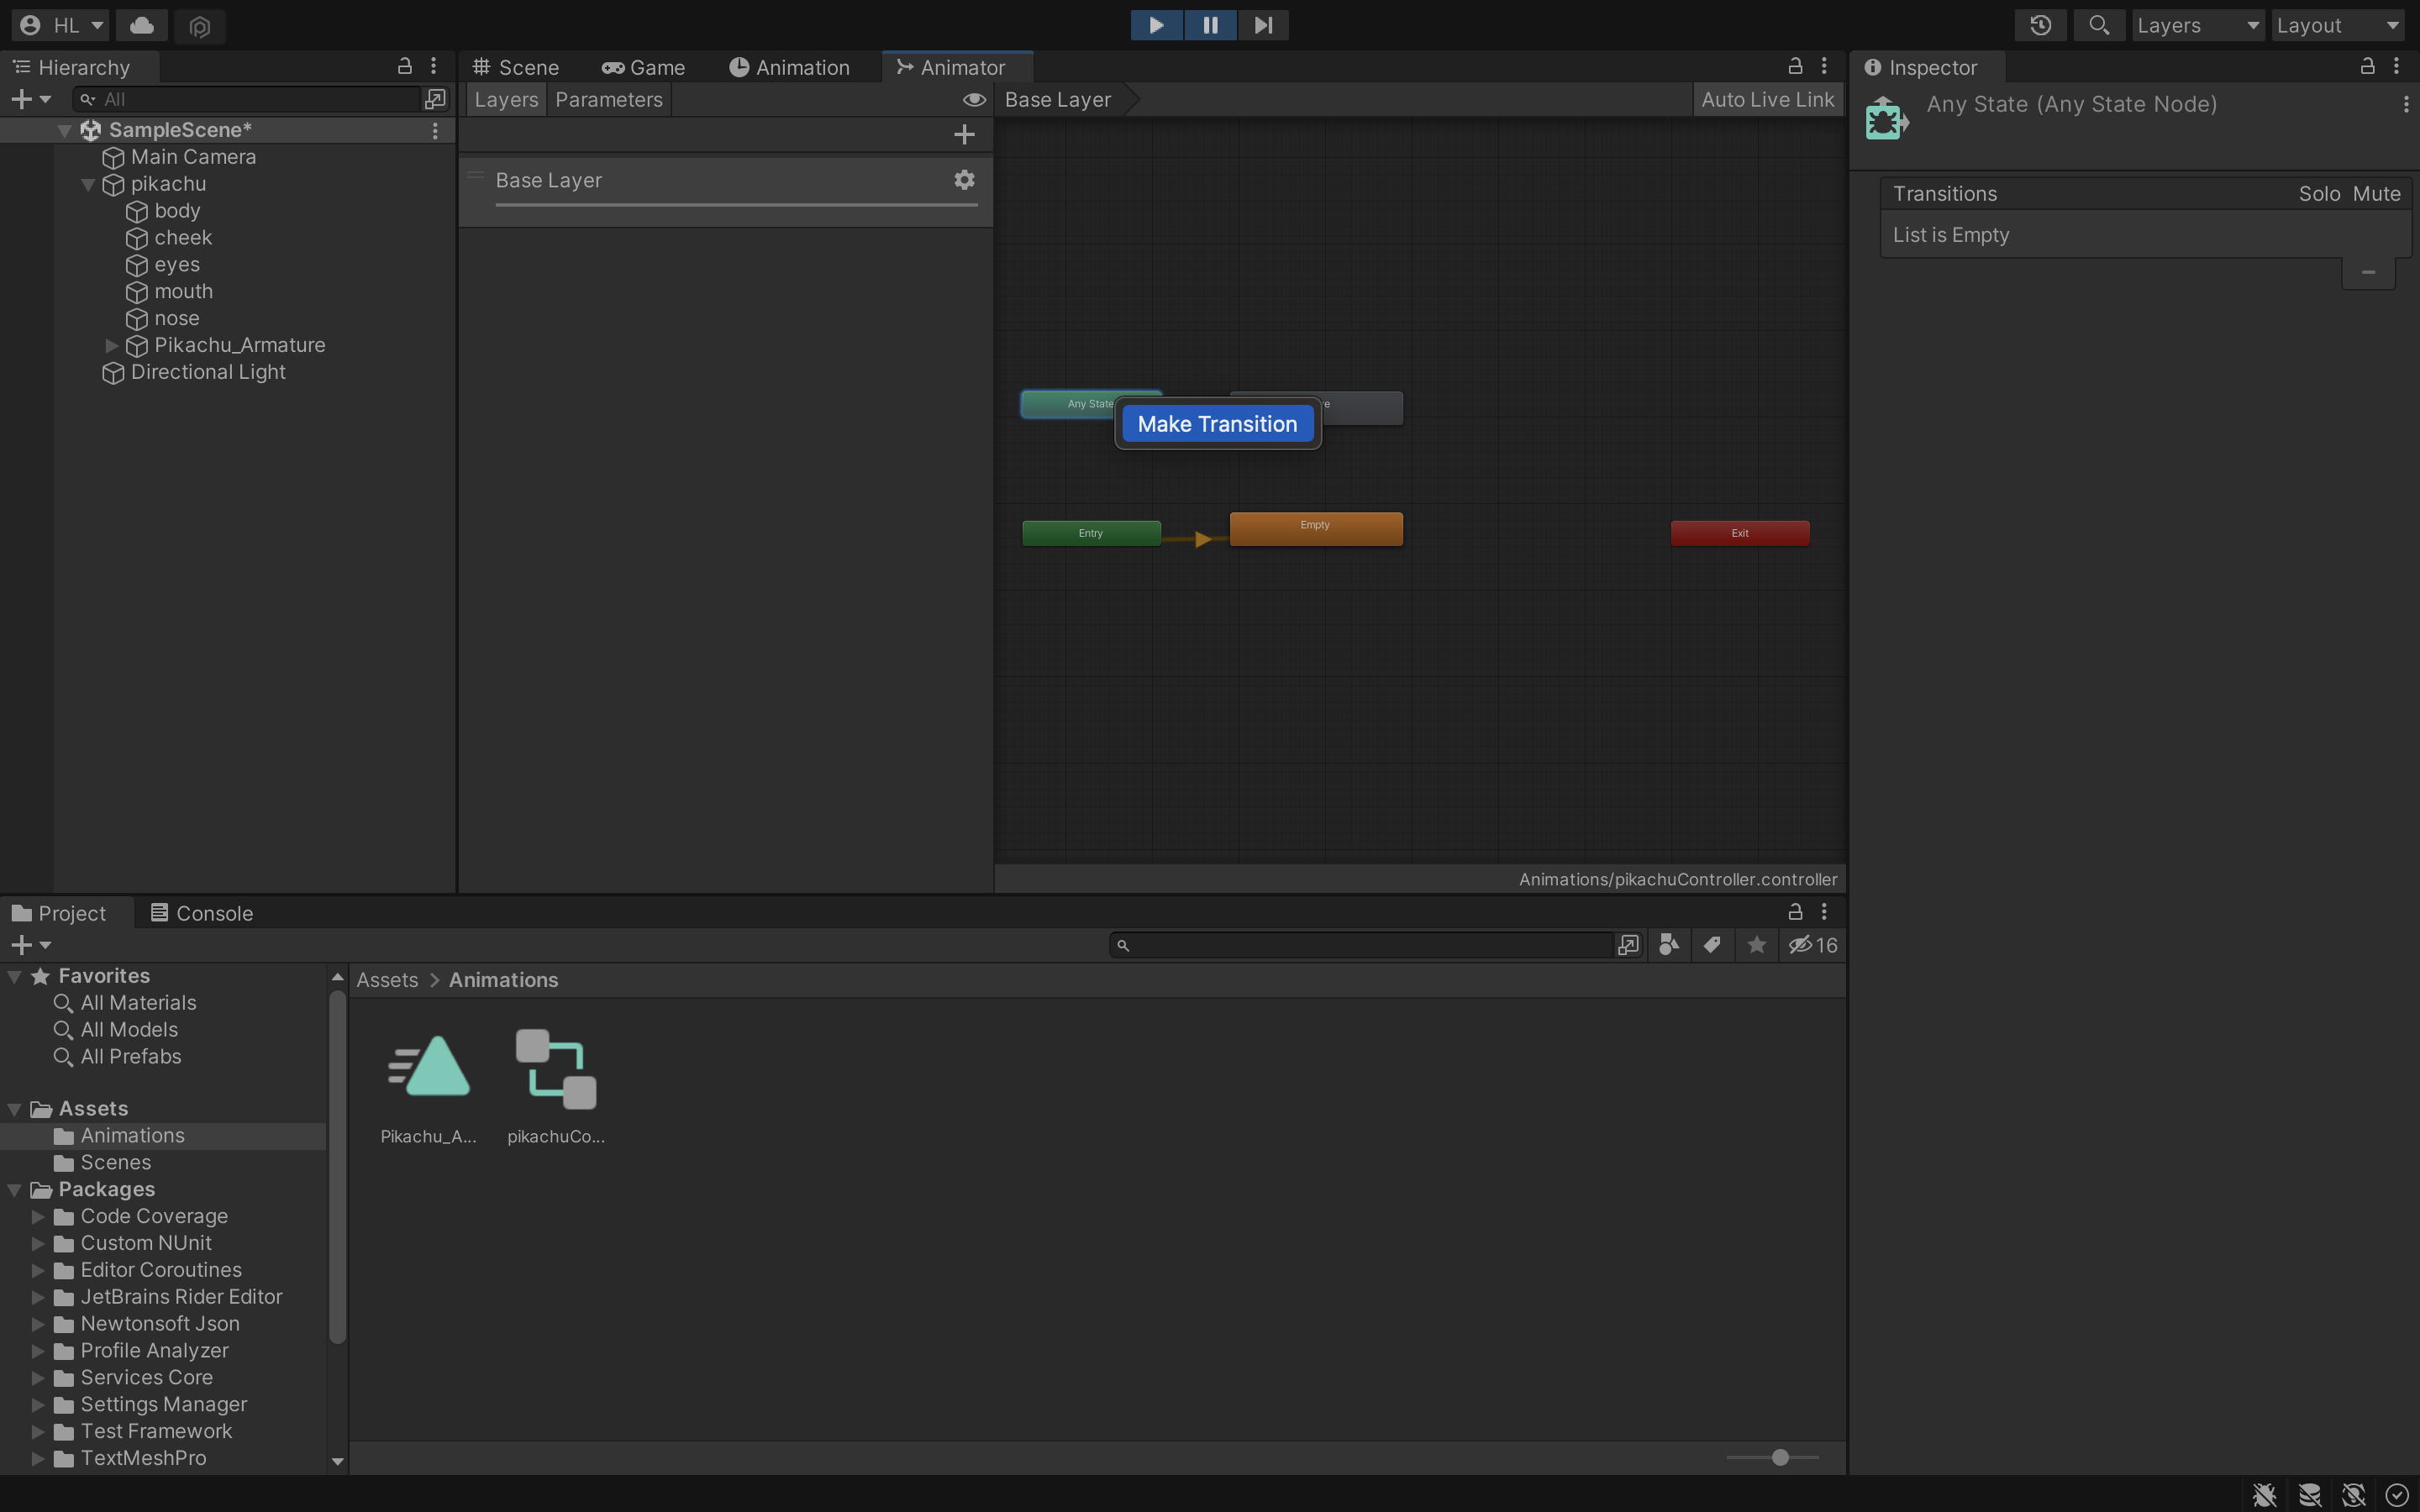 HL
Layers
Layout
Hierarchy
Scene
Game
Animation
Animator
Inspector
All
Layers
Parameters
Base Layer
Auto Live Link
Any State (Any State Node)
SampleScene*
Main Camera
pikachu
body
cheek
eyes
mouth
nose
Pikachu_Armature
Directional Light
Base Layer
Transitions
Solo Mute
List is Empty
Any State
Make Transition
Entry
Empty
Exit
Animations/pikachuController.controller
Project
Console
16
Favorites
All Materials
All Models
All Prefabs
Assets
Animations
Scenes
Packages
Code Coverage
Custom NUnit
Editor Coroutines
JetBrains Rider Editor
Newtonsoft Json
Profile Analyzer
Services Core
Settings Manager
Test Framework
TextMeshPro
Assets > Animations
Pikachu_A...
pikachuCo...